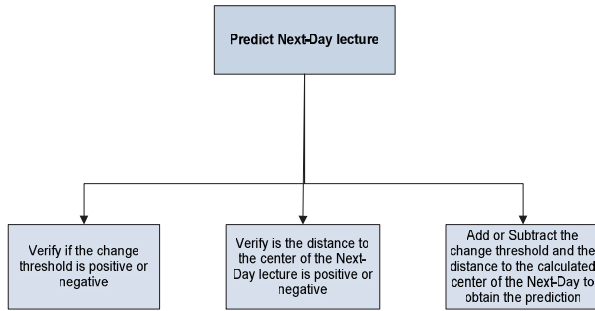 Predict Next-Day lecture
Verify if the change
threshold is positive or
negative
Verify is the distance to
the center of the Next-
Day lecture is positive or
negative
Add or Subtract the
change threshold and the
distance to the calculated
center of the Next-Day to
obtain the prediction